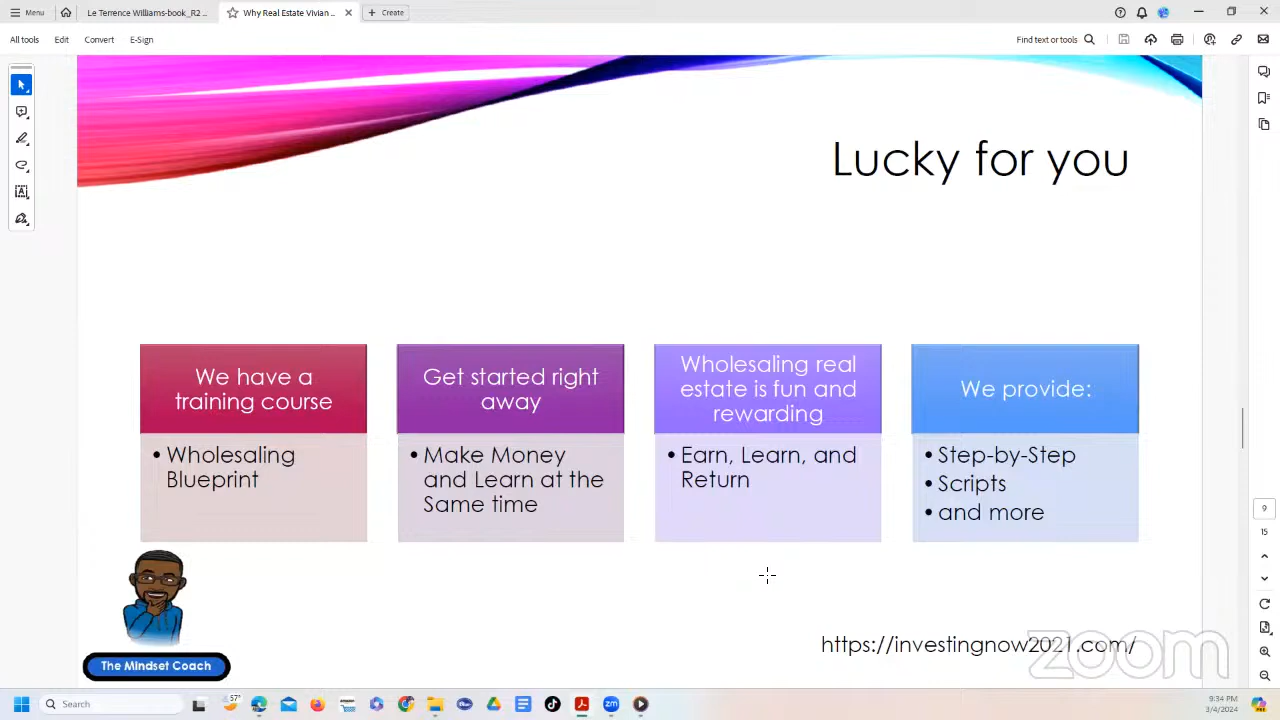 Menu
Le Terrence Williams-book_R2 ...
Why Real Estate Vivian ...
Create
All tools
Edit
Convert
E-Sign
Find text or tools
Lucky for you
We have a
training course
• Wholesaling
Blueprint
Get started right
away
• Make Money
and Learn at the
Same time
Wholesaling real
estate is fun and
rewarding
• Earn, Learn, and
Return
We provide:
• Step-by-Step
• Scripts
• and more
The Mindset Coach
https://investingnow2021.com/
zoom
9
15
Search
57°
3/4/2024